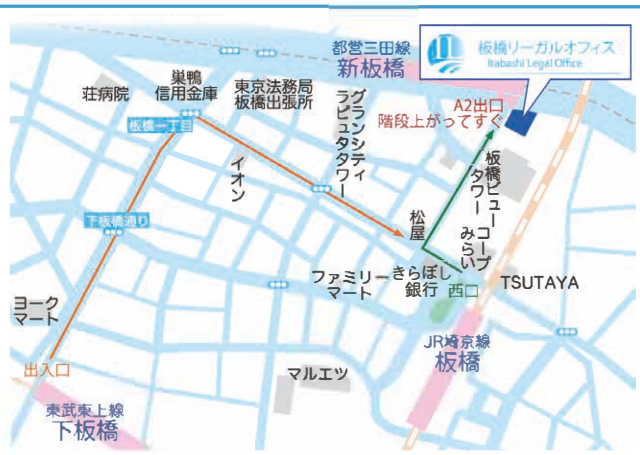 都営三田線
新板橋
板橋リーガルオフィス
Itabashi Legal Office
A2出口
階段上がってすぐ
荘病院
巣鴨
信用金庫
東京法務局
板橋出張所
グランシティ
ラピュタタワー
板橋一丁目
イオン
板橋ビュー
タワー
コープ
みらい
松屋
下板橋通り
ファミリー
マート
きらぼし
銀行
西口
TSUTAYA
ヨーク
マート
JR埼京線
板橋
マルエツ
出入口
東武東上線
下板橋